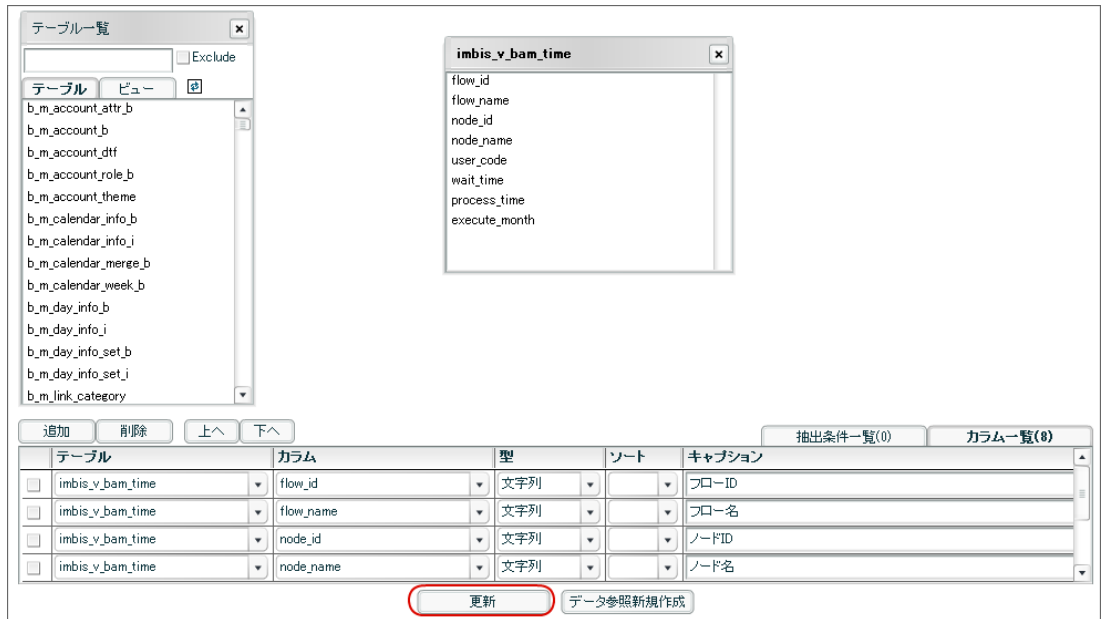 テーブル一覧
Exclude
テーブル ビュー
b_m_account_attr_b
b_m_account_b
b_m_account_dtf
b_m_account_role_b
b_m_account_theme
b_m_calendar_info_b
b_m_calendar_info_i
b_m_calendar_merge_b
b_m_calendar_week_b
b_m_day_info_b
b_m_day_info_i
b_m_day_info_set_b
b_m_day_info_set_i
b_m_link_category
imbis_v_bam_time
flow_id
flow_name
node_id
node_name
user_code
wait_time
process_time
execute_month
追加 削除 上へ 下へ 抽出条件一覧(0) カラム一覧(8)
テーブル カラム 型 ソート キャプション
imbis_v_bam_time flow_id 文字列 フローID
imbis_v_bam_time flow_name 文字列 フロー名
imbis_v_bam_time node_id 文字列 ノードID
imbis_v_bam_time node_name 文字列 ノード名
更新 データ参照新規作成